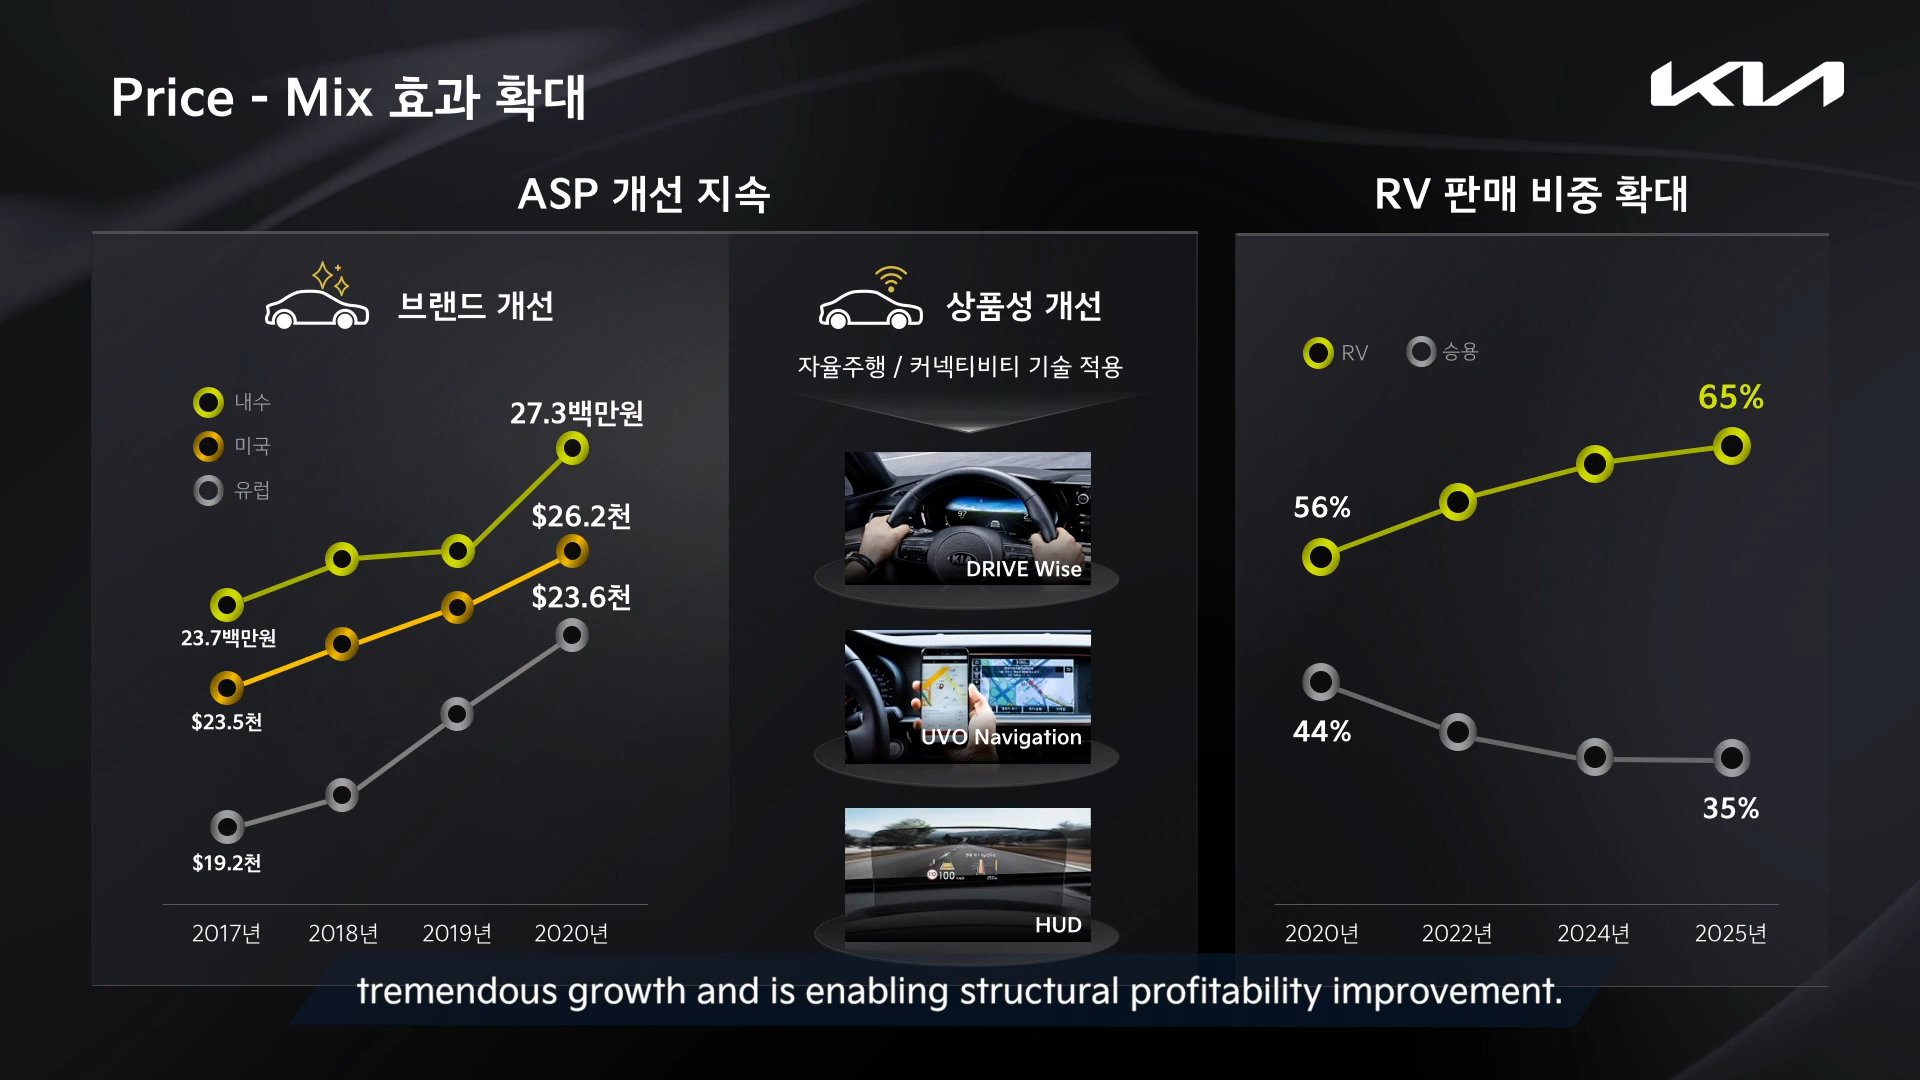 Price - Mix 효과 확대
KIA
ASP 개선 지속
브랜드 개선
내수
미국
유럽
27.3백만원
$26.2천
$23.6천
23.7백만원
$23.5천
$19.2천
2017년 2018년 2019년 2020년
상품성 개선
자율주행 / 커넥티비티 기술 적용
DRIVE Wise
UVO Navigation
100
HUD
RV 판매 비중 확대
RV 승용
65%
56%
44%
35%
2020년 2022년 2024년 2025년
tremendous growth and is enabling structural profitability improvement.